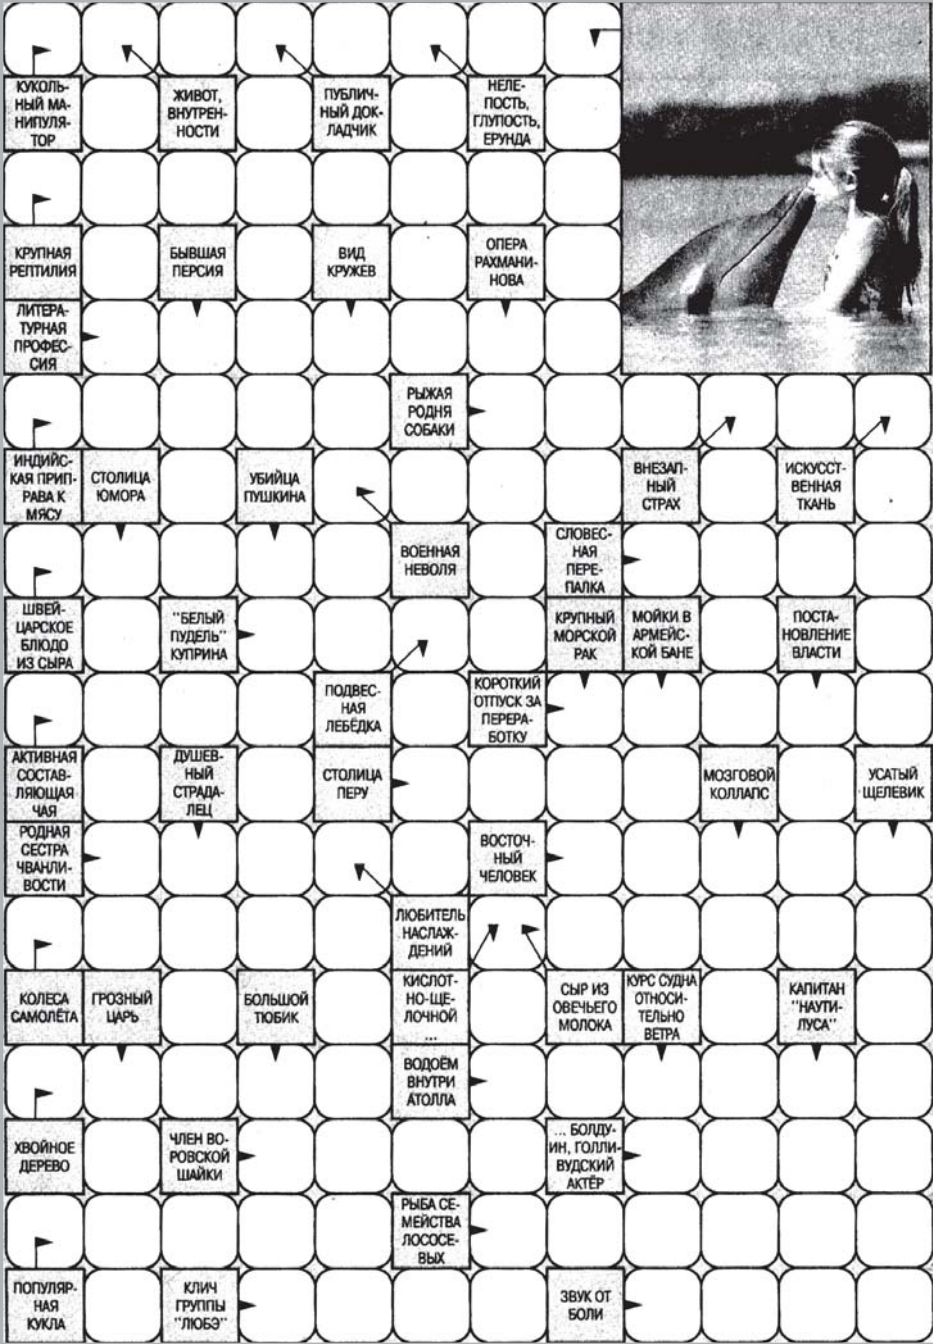 КУКОЛЬ-
НЫЙ МА-
НИПУЛЯ-
ТОР
ЖИВОТ,
ВНУТРЕН-
НОСТИ
ПУБЛИЧ-
НЫЙ ДОК-
ЛАДЧИК
НЕЛЕ-
ПОСТЬ,
ГЛУПОСТЬ,
ЕРУНДА
КРУПНАЯ
РЕПТИЛИЯ
БЫВШАЯ
ПЕРСИЯ
ВИД
КРУЖЕВ
ОПЕРА
РАХМАНИ-
НОВА
ЛИТЕРА-
ТУРНАЯ
ПРОФЕС-
СИЯ
РЫЖАЯ
РОДНЯ
СОБАКИ
ИНДИЙС-
КАЯ ПРИП-
РАВА К
МЯСУ
СТОЛИЦА
ЮМОРА
УБИЙЦА
ПУШКИНА
ВНЕЗАП-
НЫЙ
СТРАХ
ИСКУССТ-
ВЕННАЯ
ТКАНЬ
ВОЕННАЯ
НЕВОЛЯ
СЛОВЕС-
НАЯ
ПЕРЕ-
ПАЛКА
ШВЕЙ-
ЦАРСКОЕ
БЛЮДО
ИЗ СЫРА
"БЕЛЫЙ
ПУДЕЛЬ"
КУПРИНА
КРУПНЫЙ
МОРСКОЙ
РАК
МОЙКИ В
АРМЕЙС-
КОЙ БАНЕ
ПОСТА-
НОВЛЕНИЕ
ВЛАСТИ
ПОДВЕС-
НАЯ
ЛЕБЁДКА
КОРОТКИЙ
ОТПУСК ЗА
ПЕРЕРА-
БОТКУ
АКТИВНАЯ
СОСТАВ-
ЛЯЮЩАЯ
ЧАЯ
ДУШЕВ-
НЫЙ
СТРАДА-
ЛЕЦ
СТОЛИЦА
ПЕРУ
МОЗГОВОЙ
КОЛЛАПС
УСАТЫЙ
ЩЕЛЕВИК
РОДНАЯ
СЕСТРА
ЧВАНЛИ-
ВОСТИ
ВОСТОЧ-
НЫЙ
ЧЕЛОВЕК
ЛЮБИТЕЛЬ
НАСЛАЖ-
ДЕНИЙ
КОЛЕСА
САМОЛЁТА
ГРОЗНЫЙ
ЦАРЬ
БОЛЬШОЙ
ТЮБИК
КИСЛОТ-
НО-ЩЕ-
ЛОЧНОЙ
...
СЫР ИЗ
ОВЕЧЬЕГО
МОЛОКА
КУРС СУДНА
ОТНОСИ-
ТЕЛЬНО
ВЕТРА
КАПИТАН
"НАУТИ-
ЛУСА"
ВОДОЁМ
ВНУТРИ
АТОЛЛА
ХВОЙНОЕ
ДЕРЕВО
ЧЛЕН ВО-
РОВСКОЙ
ШАЙКИ
... БОЛДУ-
ИН, ГОЛЛИ-
ВУДСКИЙ
АКТЁР
РЫБА СЕ-
МЕЙСТВА
ЛОСОСЕ-
ВЫХ
ПОПУЛЯР-
НАЯ
КУКЛА
КЛИЧ
ГРУППЫ
"ЛЮБЭ"
ЗВУК ОТ
БОЛИ